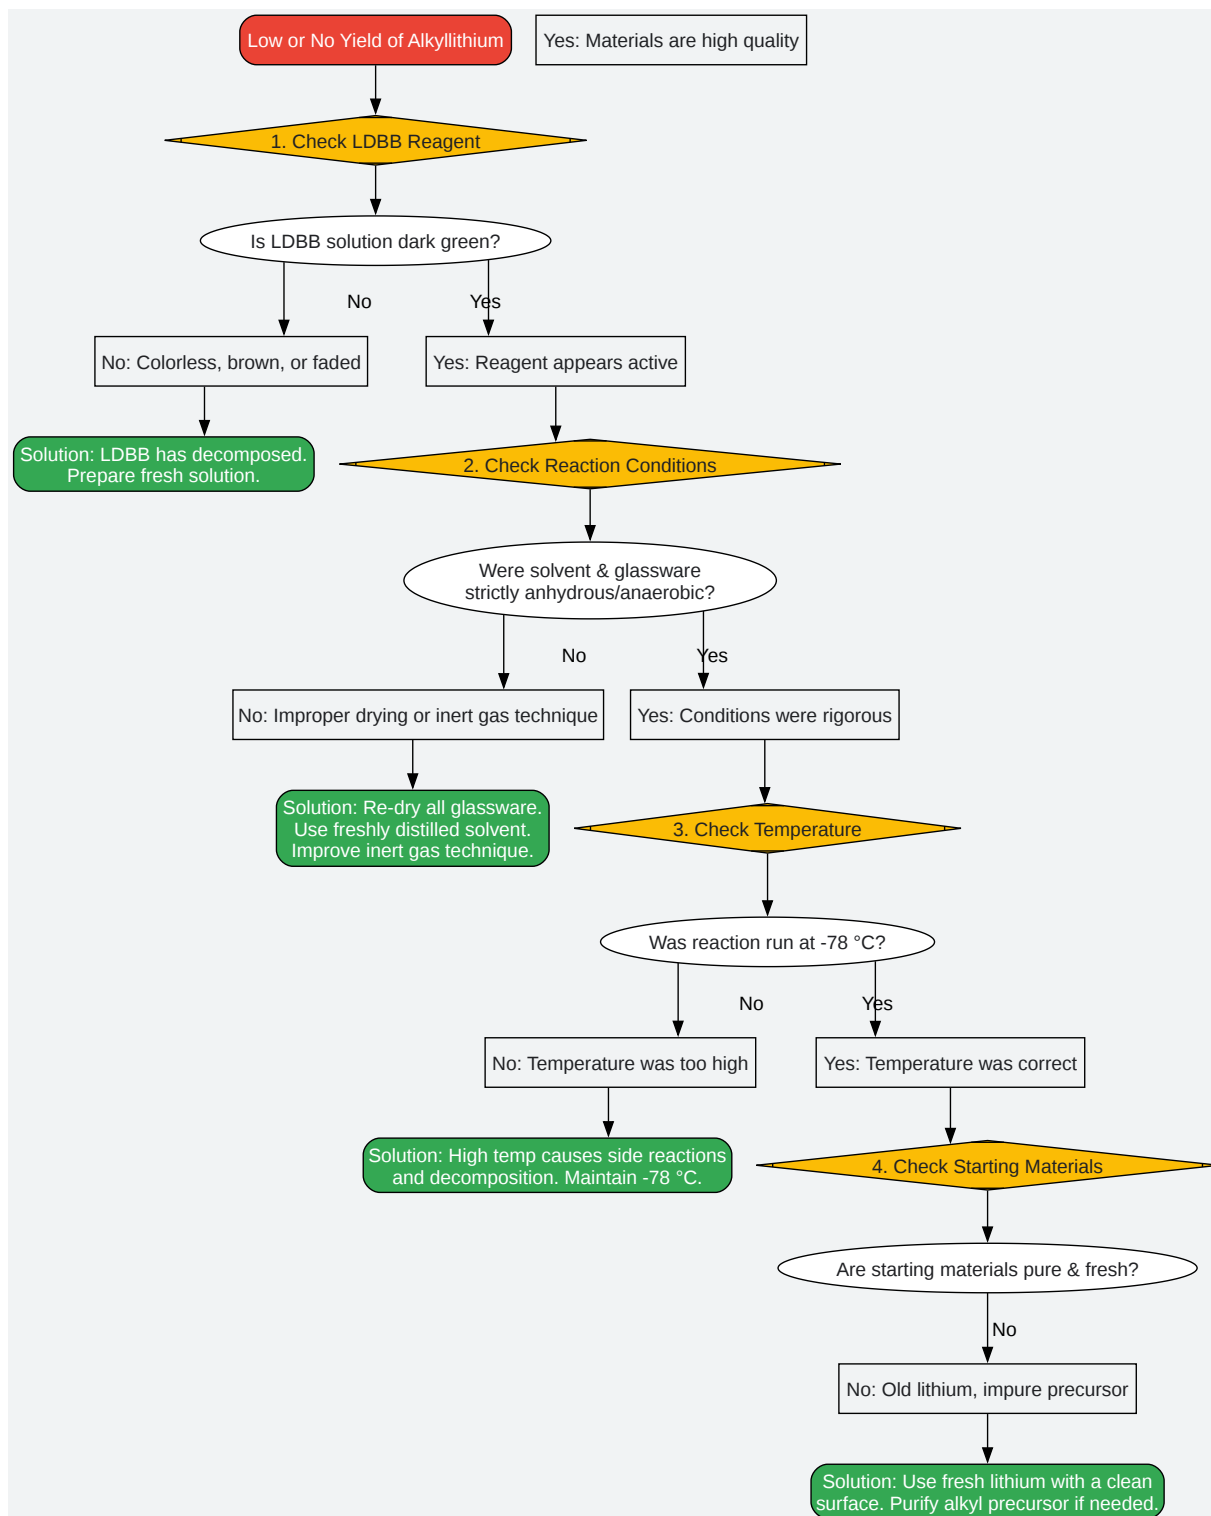 Low or No Yield of Alkyllithium
Yes: Materials are high quality
1. Check LDBB Reagent
Is LDBB solution dark green?
No
Yes
No: Colorless, brown, or faded
Yes: Reagent appears active
Solution: LDBB has decomposed.
Prepare fresh solution.
2. Check Reaction Conditions
Were solvent & glassware
strictly anhydrous/anaerobic?
No
Yes
No: Improper drying or inert gas technique
Yes: Conditions were rigorous
Solution: Re-dry all glassware.
Use freshly distilled solvent.
Improve inert gas technique.
3. Check Temperature
Was reaction run at -78 °C?
No
Yes
No: Temperature was too high
Yes: Temperature was correct
Solution: High temp causes side reactions
and decomposition. Maintain -78 °C.
4. Check Starting Materials
Are starting materials pure & fresh?
No
No: Old lithium, impure precursor
Solution: Use fresh lithium with a clean
surface. Purify alkyl precursor if needed.